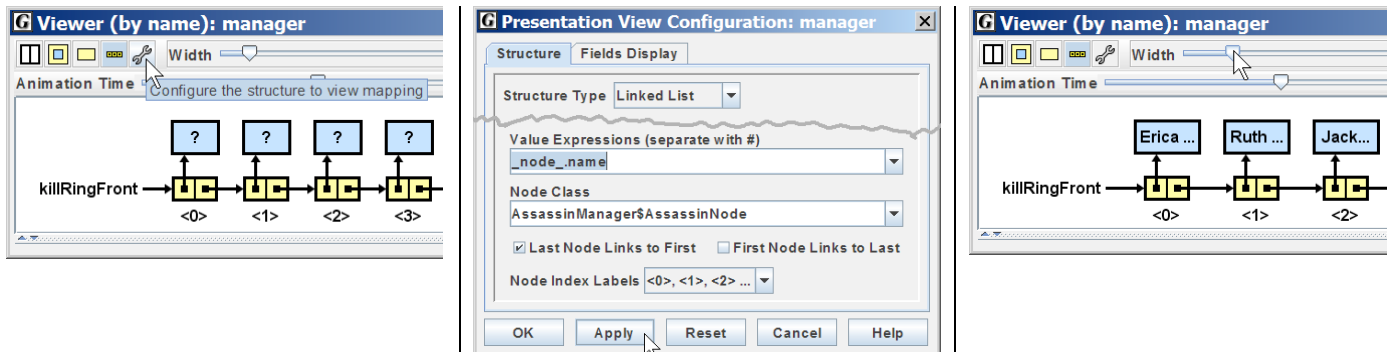 G Viewer (by name): manager
Width
Animation Time
Configure the structure to view mapping
? ? ? ?
killRingFront
<0> <1> <2> <3>
G Presentation View Configuration: manager
Structure Fields Display
Structure Type Linked List
Value Expressions (separate with #)
_node_.name
Node Class
AssassinManager$AssassinNode
Last Node Links to First First Node Links to Last
Node Index Labels <0>, <1>, <2> ...
OK Apply Reset Cancel Help
G Viewer (by name): manager
Width
Animation Time
Erica ... Ruth ... Jack...
killRingFront
<0> <1> <2>